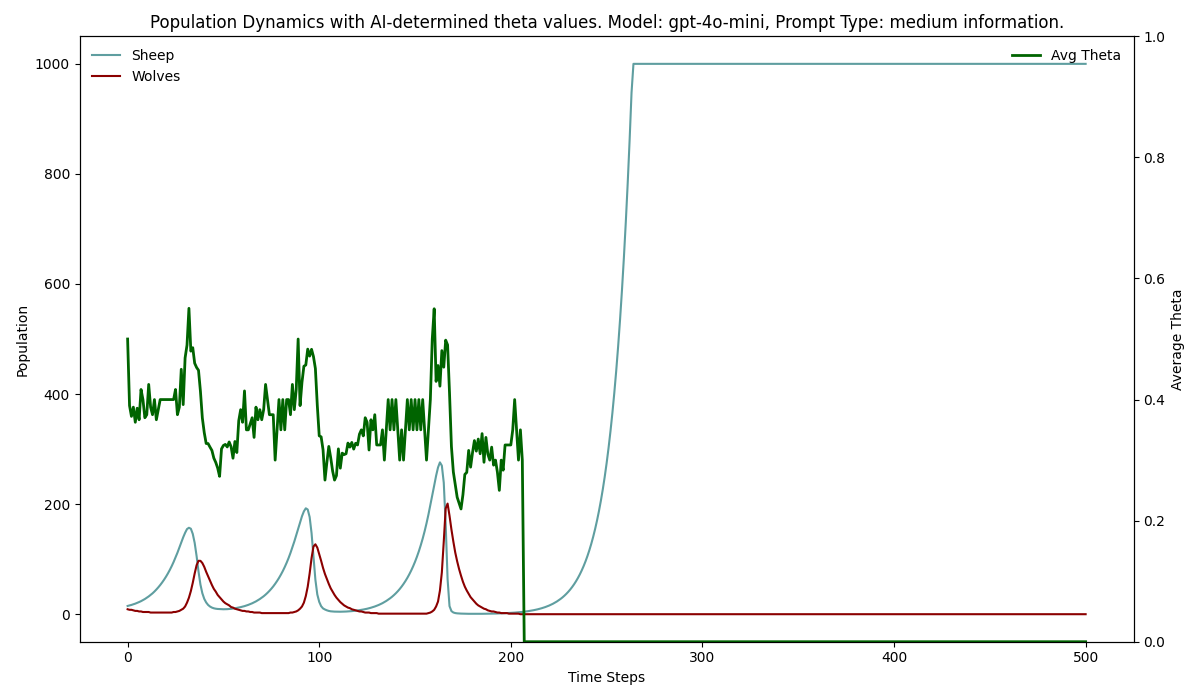 Population Dynamics with AI-determined theta values. Model: gpt-4o-mini, Prompt Type: medium information.
Sheep
Wolves
Avg Theta
Population
1000
800
600
400
200
0
1.0
0.8
0.6
0.4
0.2
0.0
Average Theta
0 100 200 300 400 500
Time Steps